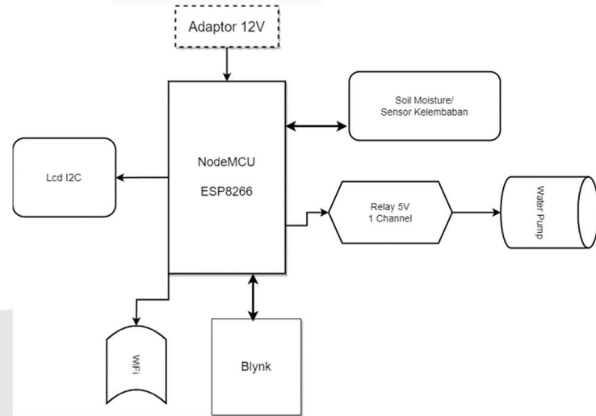 Adaptor 12V
Soil Moisture/
Sensor Kelembaban
NodeMCU
ESP8266
Lcd I2C
Relay 5V
1 Channel
Water Pump
WiFi
Blynk